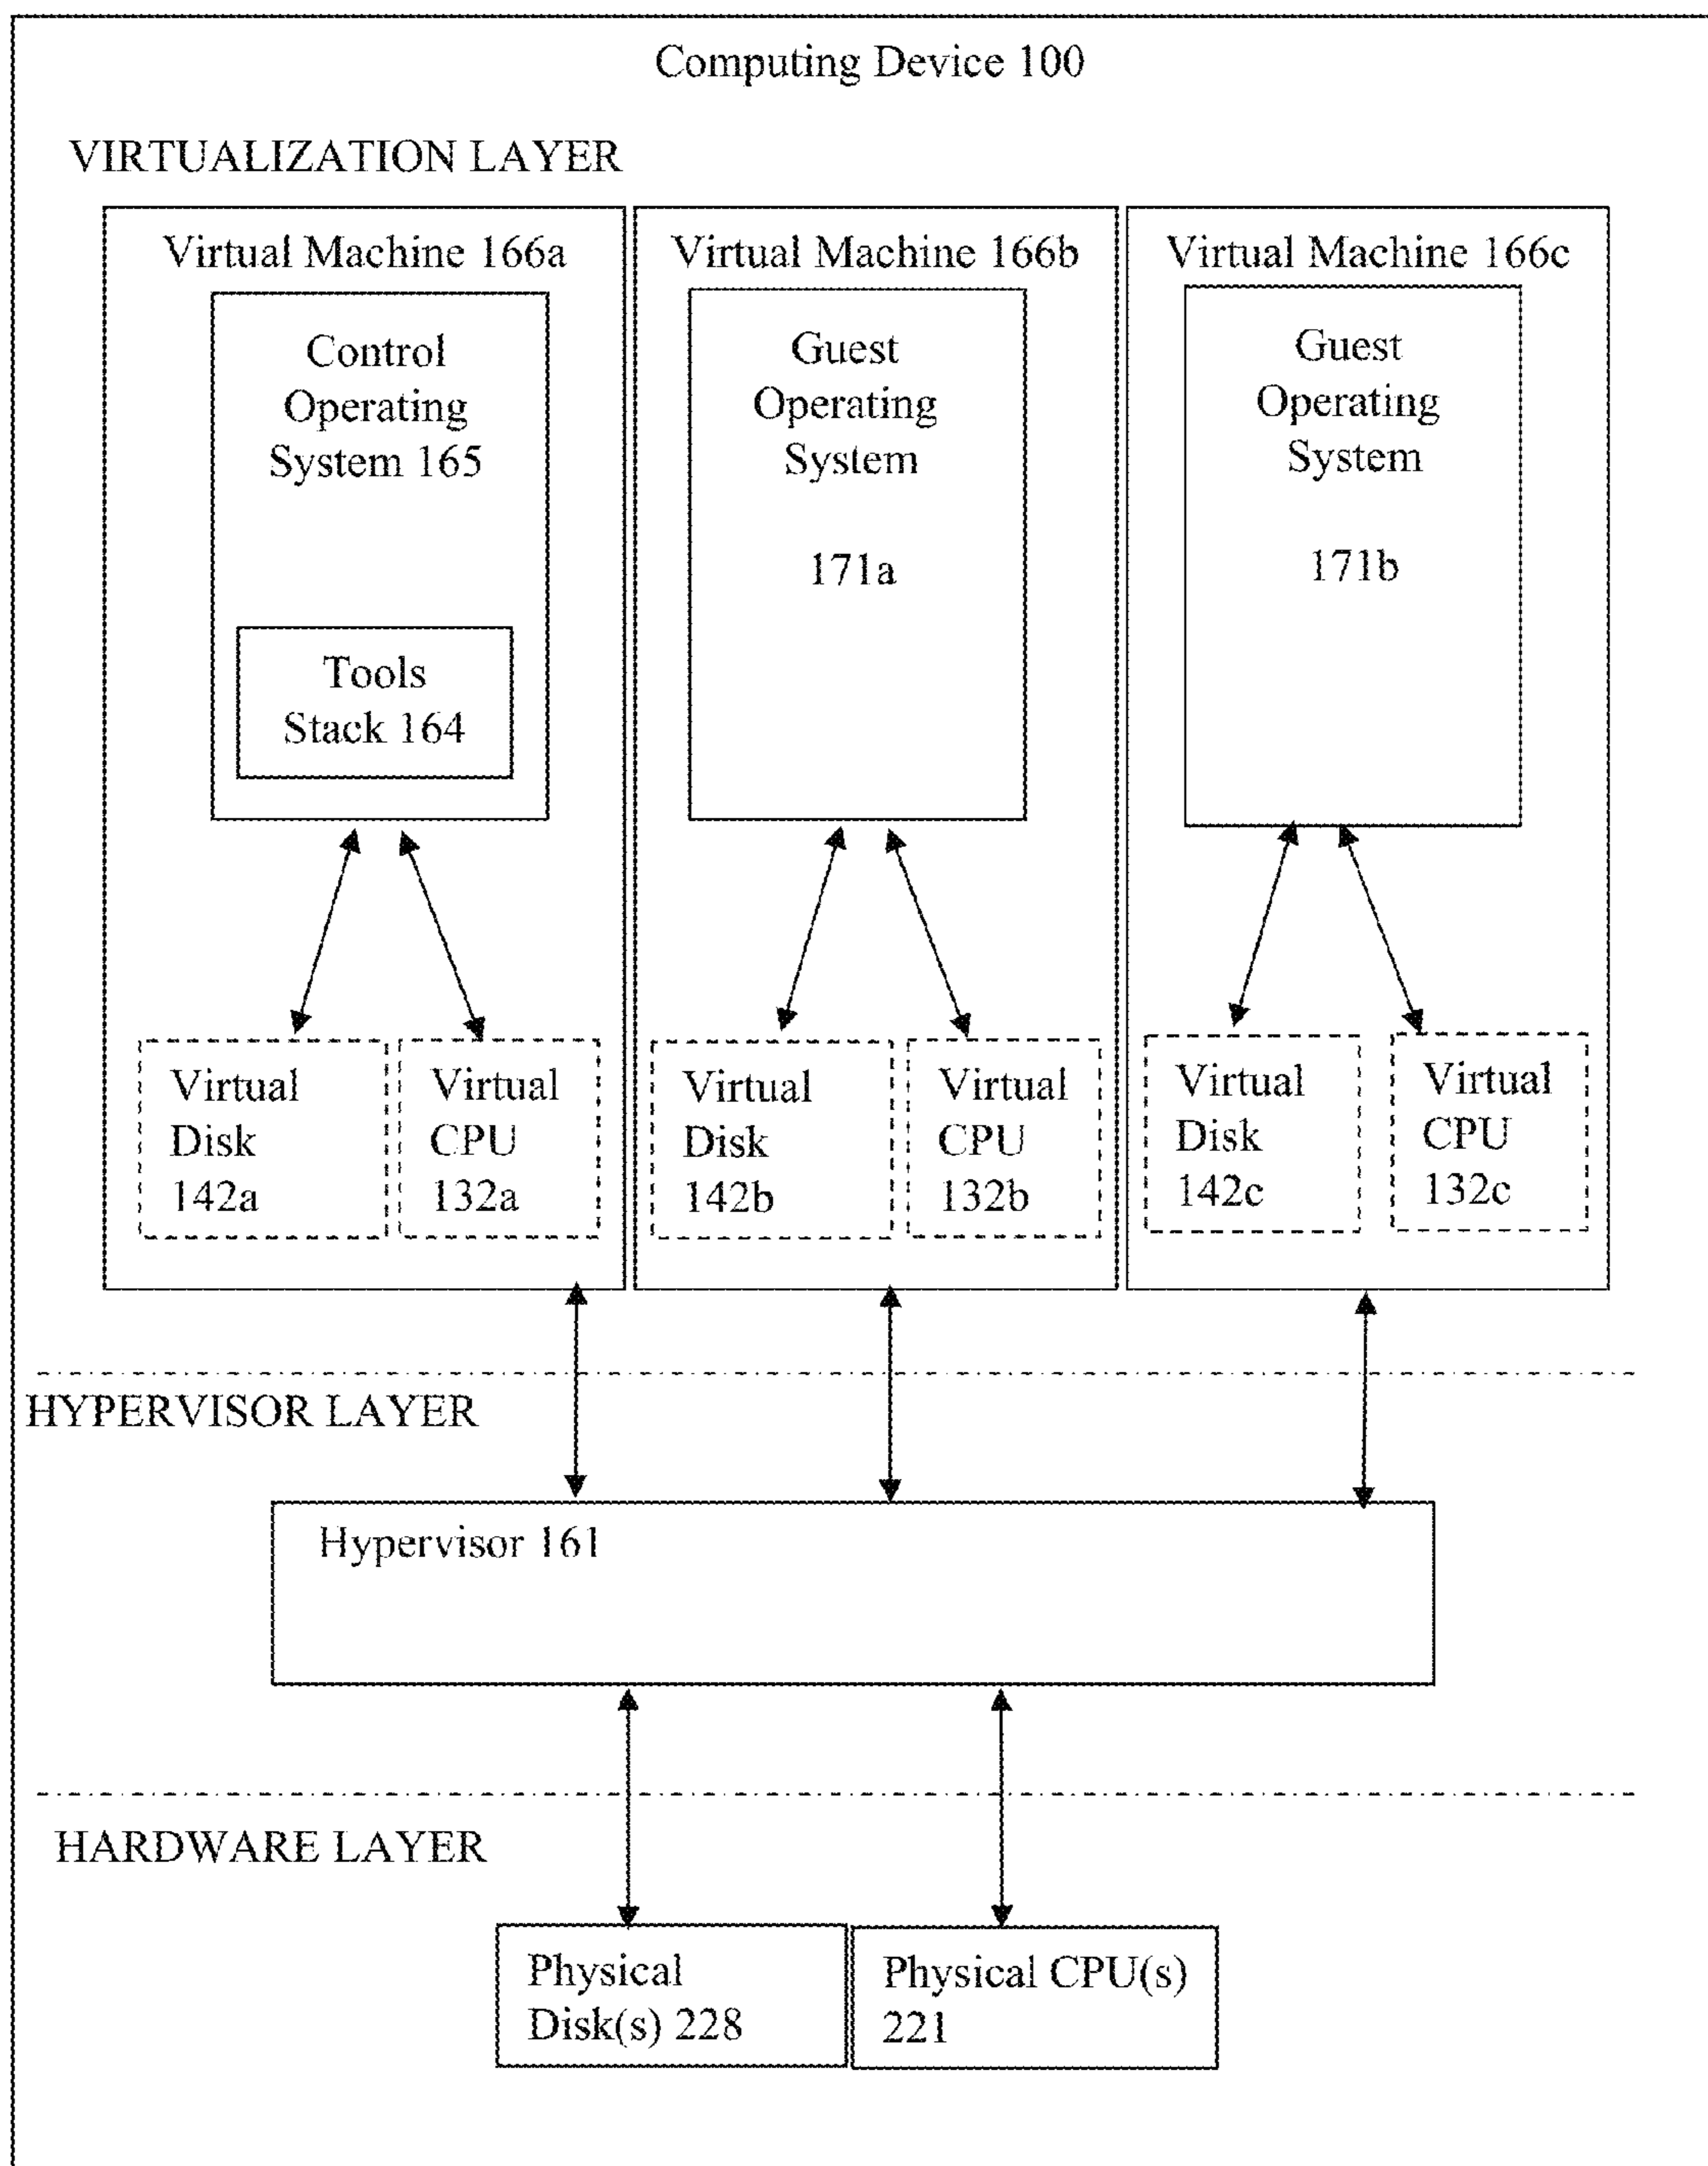 Computing Device 100
VIRTUALIZATION LAYER
Virtual Machine 166a
Control
Operating
System 165
Tools
Stack 164
Virtual
Disk
142a
Virtual
CPU
132a
Virtual Machine 166b
Guest
Operating
System
171a
Virtual
Disk
142b
Virtual
CPU
132b
Virtual Machine 166c
Guest
Operating
System
171b
Virtual
Disk
142c
Virtual
CPU
132c
HYPERVISOR LAYER
Hypervisor 161
HARDWARE LAYER
Physical
Disk(s) 228
Physical CPU(s)
221